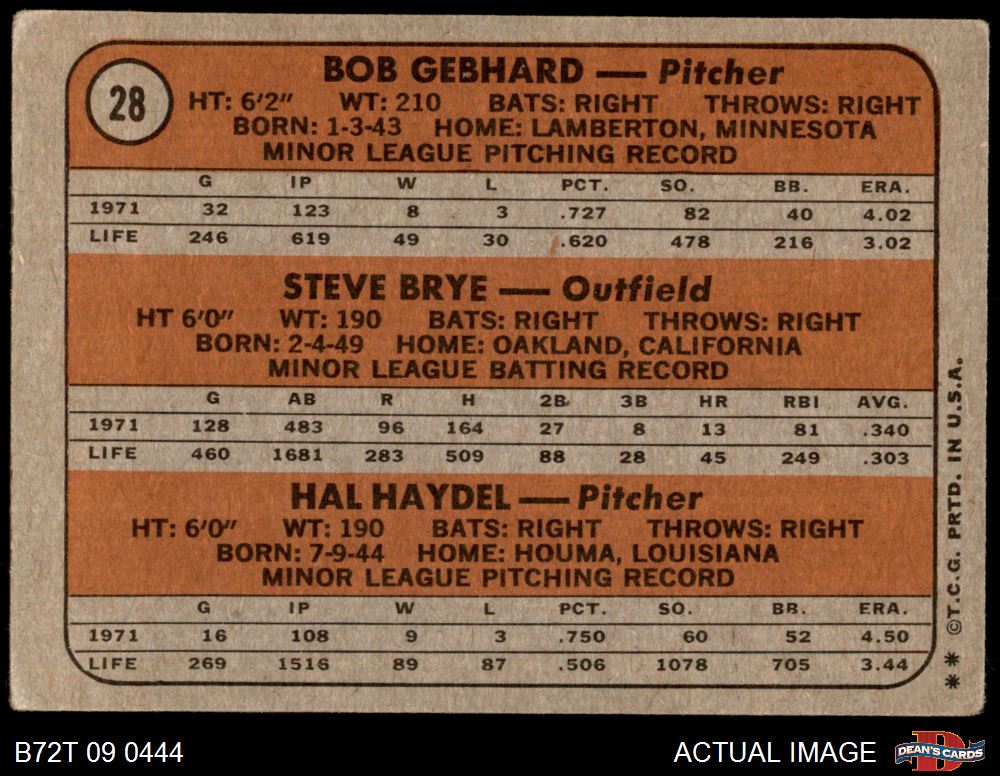 28
BOB GEBHARD — Pitcher
HT: 6'2" WT: 210 BATS: RIGHT THROWS: RIGHT
BORN: 1-3-43 HOME: LAMBERTON, MINNESOTA
MINOR LEAGUE PITCHING RECORD
G IP W L PCT. SO. BB. ERA.
1971 32 123 8 3 .727 82 40 4.02
LIFE 246 619 49 30 .620 478 216 3.02
STEVE BRYE — Outfield
HT 6'0" WT: 190 BATS: RIGHT THROWS: RIGHT
BORN: 2-4-49 HOME: OAKLAND, CALIFORNIA
MINOR LEAGUE BATTING RECORD
G AB R H 2B 3B HR RBI AVG.
1971 128 483 96 164 27 8 13 81 .340
LIFE 460 1681 283 509 88 28 45 249 .303
HAL HAYDEL — Pitcher
HT: 6'0" WT: 190 BATS: RIGHT THROWS: RIGHT
BORN: 7-9-44 HOME: HOUMA, LOUISIANA
MINOR LEAGUE PITCHING RECORD
G IP W L PCT. SO. BB. ERA.
1971 16 108 9 3 .750 60 52 4.50
LIFE 269 1516 89 87 .506 1078 705 3.44
** ©T.C.G. PRTD. IN U.S.A.
B72T 09 0444 ACTUAL IMAGE DEAN'S CARDS